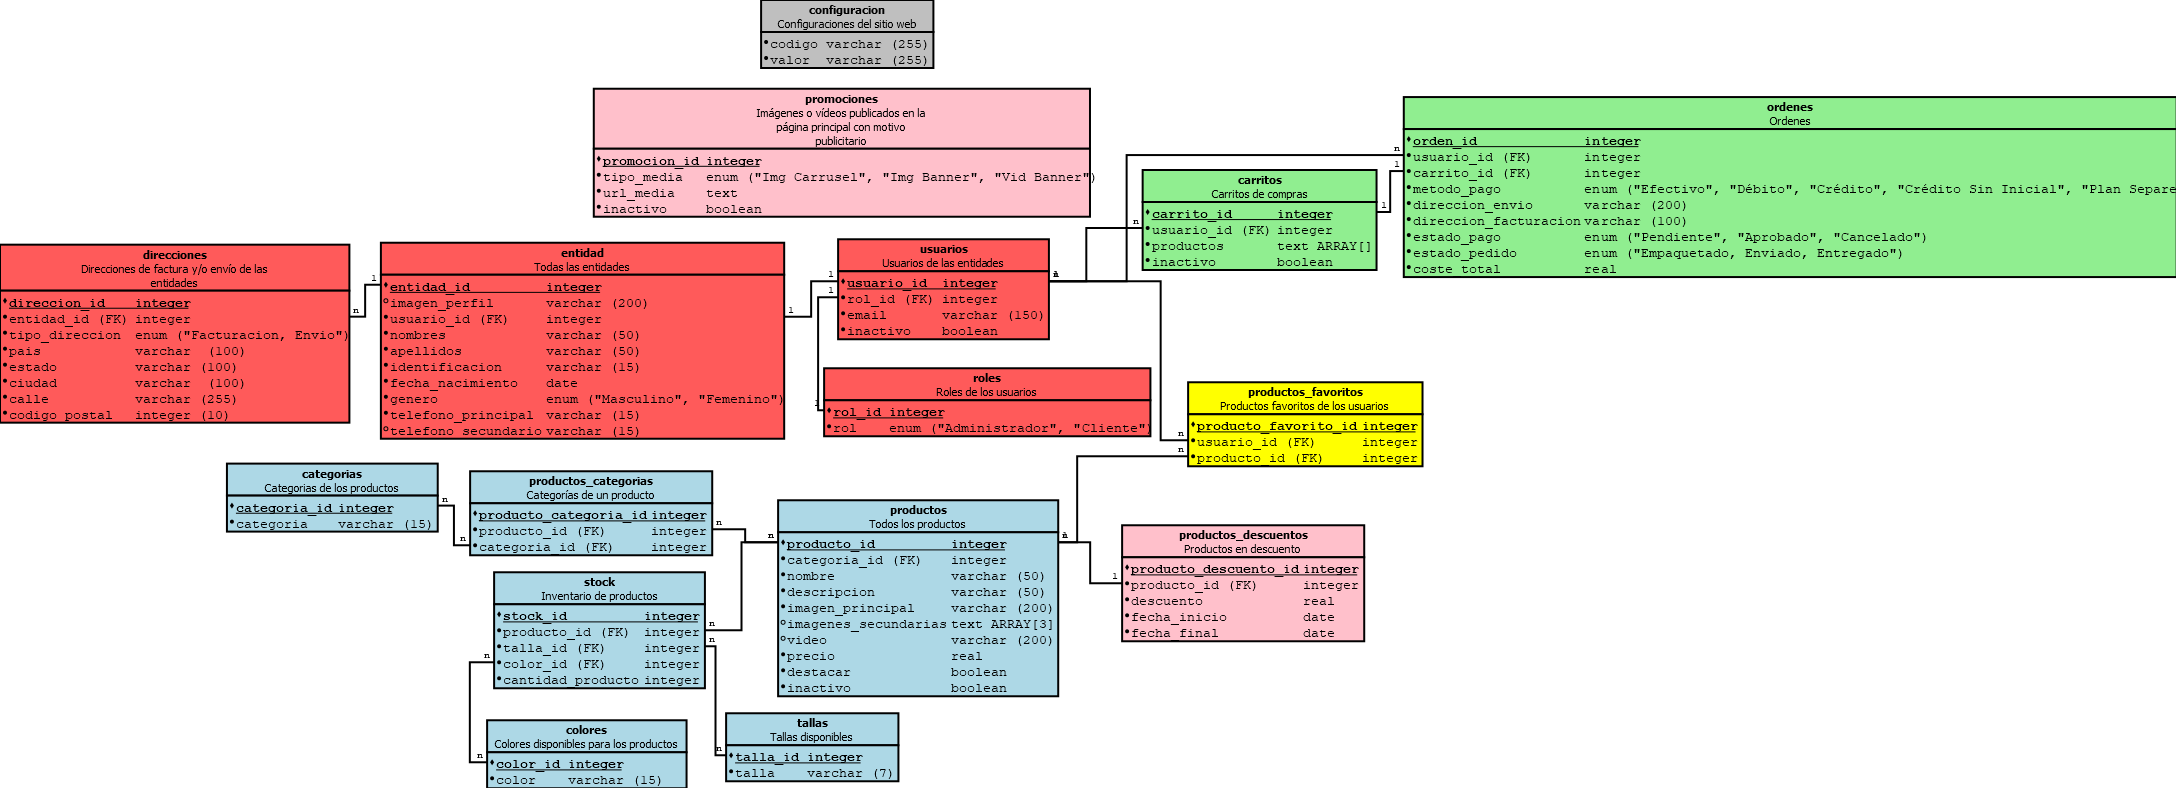 configuracion
Configuraciones del sitio web
codigo varchar (255)
valor varchar (255)
promociones
Imágenes o vídeos publicados en la
página principal con motivo
publicitario
promocion_id integer
tipo_media enum ("Img Carrusel", "Img Banner", "Vid Banner")
url_media text
inactivo boolean
ordenes
Ordenes
orden_id integer
usuario_id (FK) integer
carrito_id (FK) integer
metodo_pago enum ("Efectivo", "Débito", "Crédito", "Crédito Sin Inicial", "Plan Separe
direccion_envio varchar (200)
direccion_facturacion varchar (100)
estado_pago enum ("Pendiente", "Aprobado", "Cancelado")
estado_pedido enum ("Empaquetado, Enviado, Entregado")
coste_total real
n
1
carritos
Carritos de compras
carrito_id integer
usuario_id (FK) integer
productos text ARRAY[]
inactivo boolean
n
1
direcciones
Direcciones de factura y/o envío de las
entidades
direccion_id integer
entidad_id (FK) integer
tipo_direccion enum ("Facturacion, Envio")
pais varchar (100)
estado varchar (100)
ciudad varchar (100)
calle varchar (255)
codigo_postal integer (10)
n
1
entidad
Todas las entidades
entidad_id integer
imagen_perfil varchar (200)
usuario_id (FK) integer
nombres varchar (50)
apellidos varchar (50)
identificacion varchar (15)
fecha_nacimiento date
genero enum ("Masculino", "Femenino")
telefono_principal varchar (15)
telefono_secundario varchar (15)
1
1
1
usuarios
Usuarios de las entidades
usuario_id integer
rol_id (FK) integer
email varchar (150)
inactivo boolean
roles
Roles de los usuarios
rol_id integer
rol enum ("Administrador", "Cliente")
1
productos_favoritos
Productos favoritos de los usuarios
producto_favorito_id integer
usuario_id (FK) integer
producto_id (FK) integer
n
n
categorias
Categorias de los productos
categoria_id integer
categoria varchar (15)
n
n
productos_categorias
Categorías de un producto
producto_categoria_id integer
producto_id (FK) integer
categoria_id (FK) integer
n
n
productos
Todos los productos
producto_id integer
categoria_id (FK) integer
nombre varchar (50)
descripcion varchar (50)
imagen_principal varchar (200)
imagenes_secundarias text ARRAY[3]
video varchar (200)
precio real
destacar boolean
inactivo boolean
1
productos_descuentos
Productos en descuento
producto_descuento_id integer
producto_id (FK) integer
descuento real
fecha_inicio date
fecha_final date
stock
Inventario de productos
stock_id integer
producto_id (FK) integer
talla_id (FK) integer
color_id (FK) integer
cantidad_producto integer
n
n
n
colores
Colores disponibles para los productos
color_id integer
color varchar (15)
n
tallas
Tallas disponibles
talla_id integer
talla varchar (7)
n